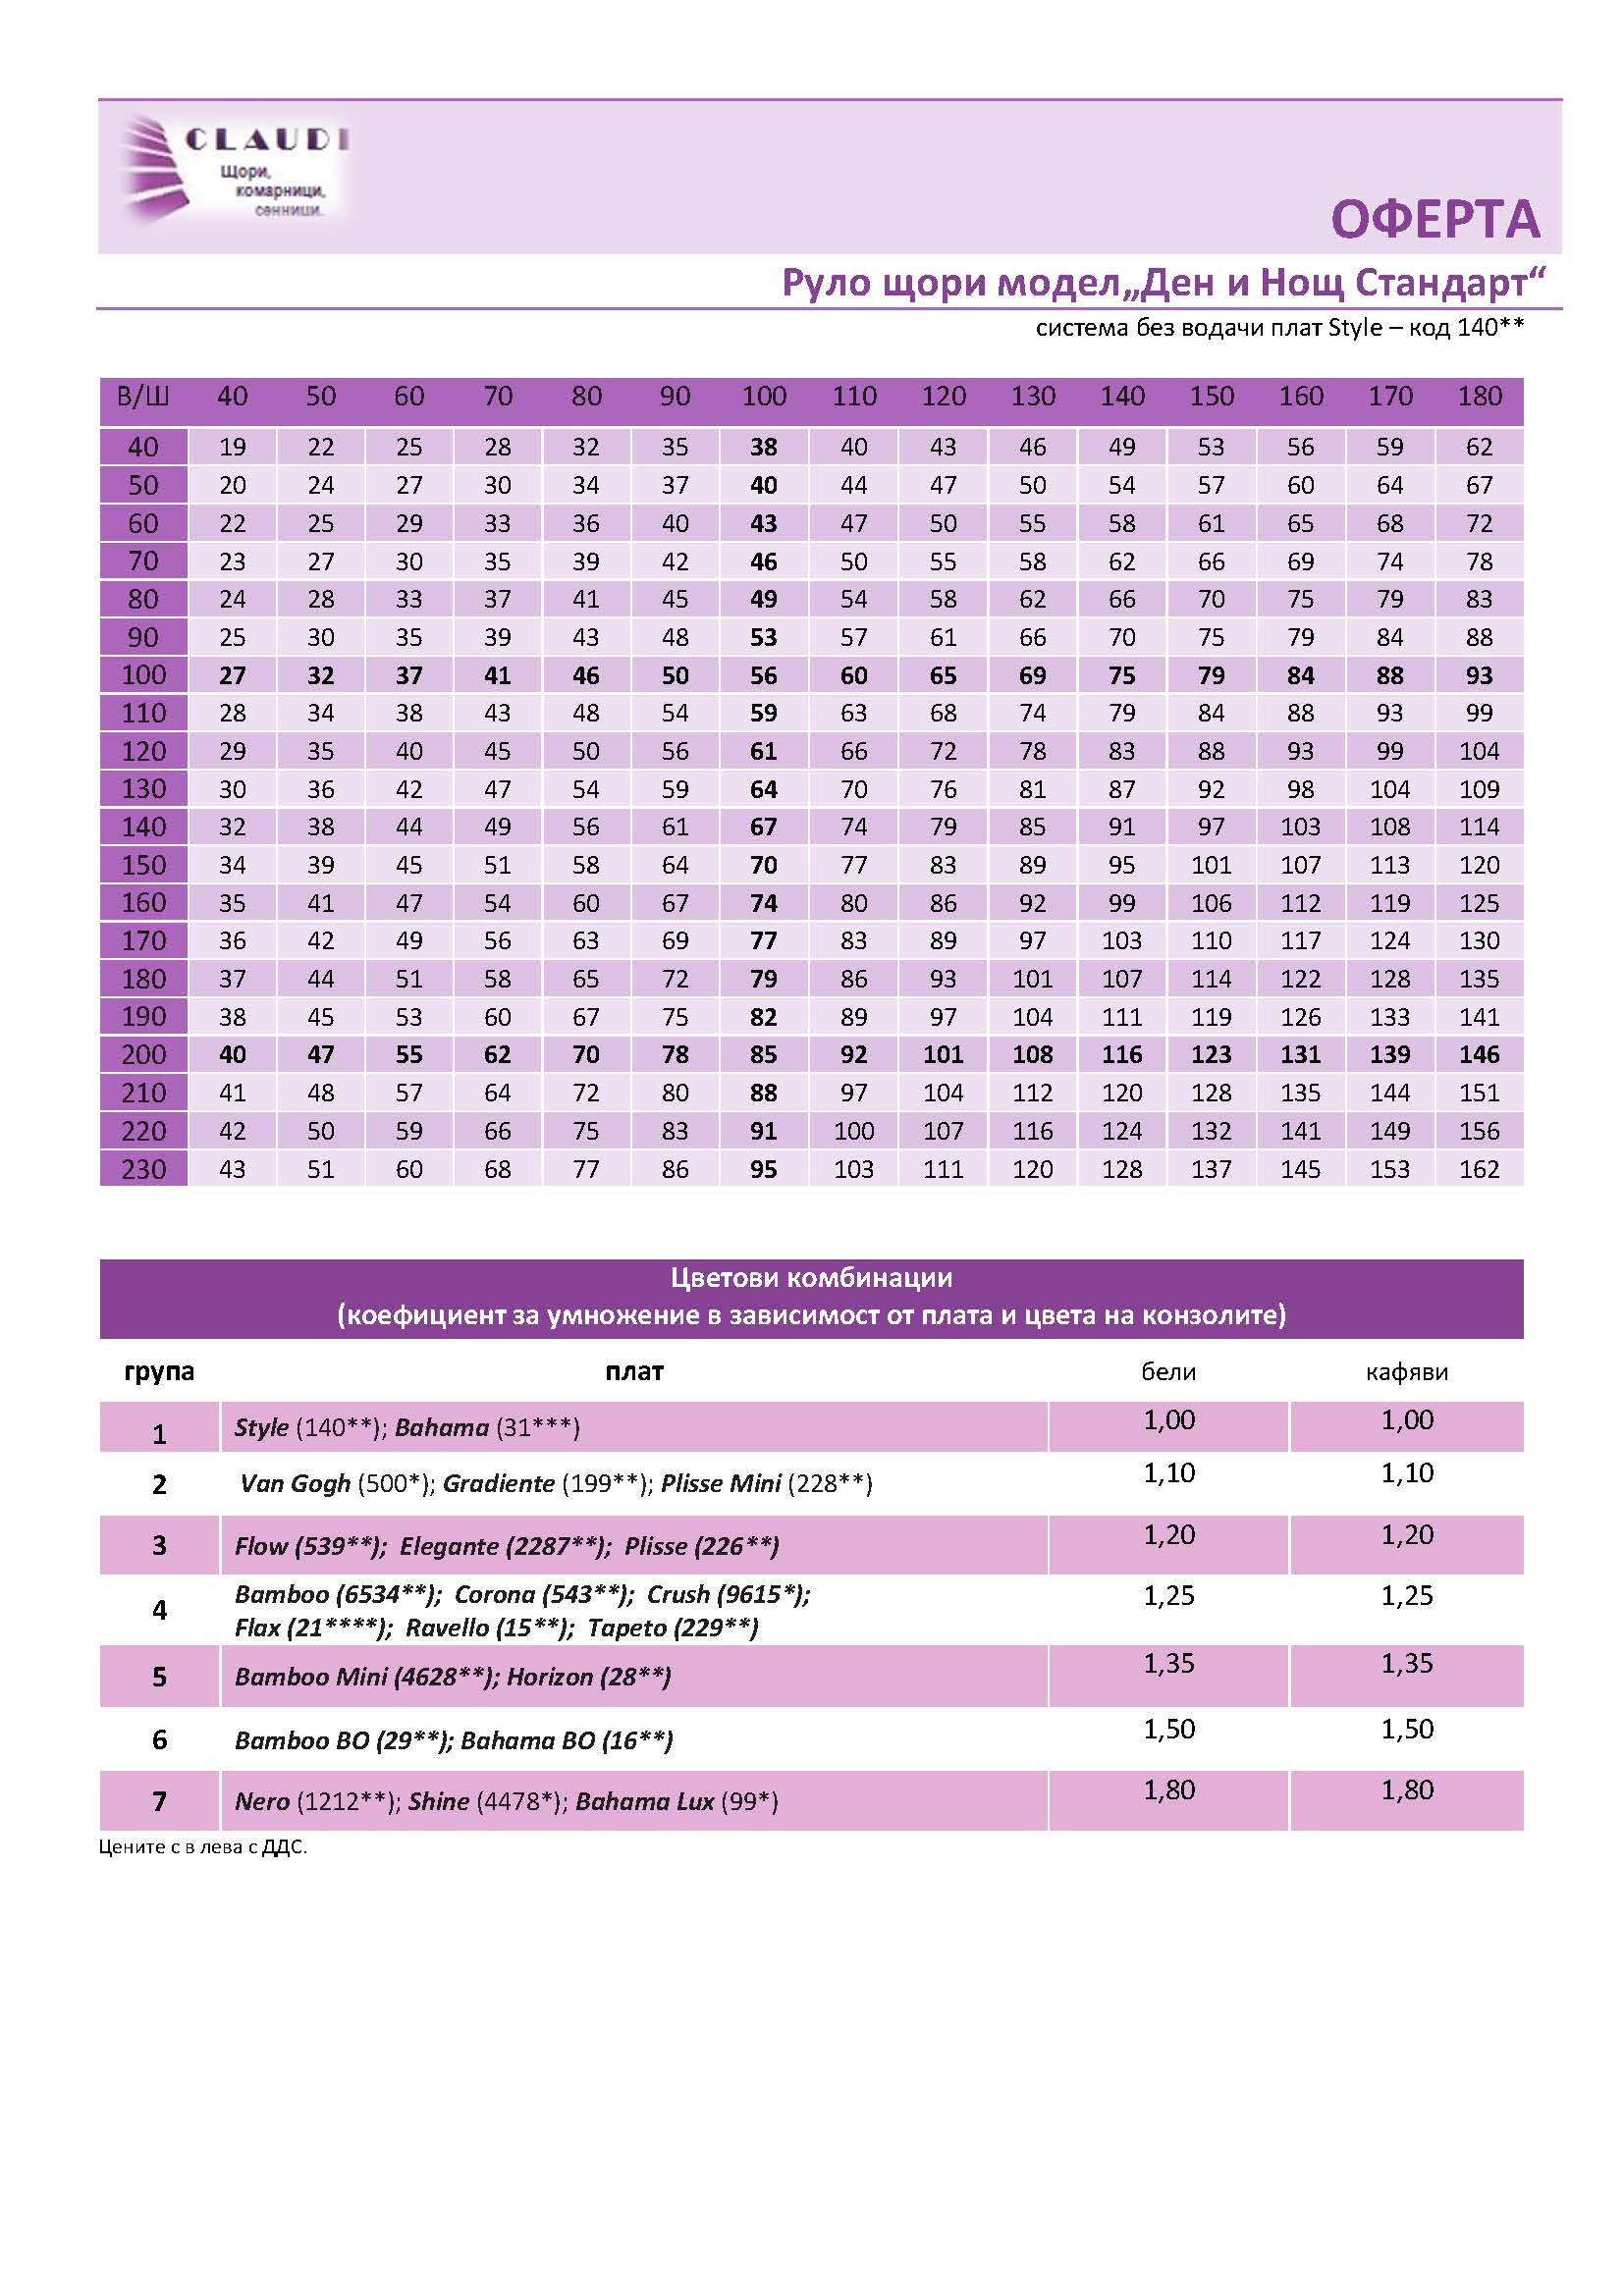 CLAUDI
Щори,
комарници,
сенници.
ОФЕРТА
Руло щори модел„Ден и Нощ Стандарт“
система без водачи плат Style – код 140**
В/Ш 40 50 60 70 80 90 100 110 120 130 140 150 160 170 180
40 19 22 25 28 32 35 38 40 43 46 49 53 56 59 62
50 20 24 27 30 34 37 40 44 47 50 54 57 60 64 67
60 22 25 29 33 36 40 43 47 50 55 58 61 65 68 72
70 23 27 30 35 39 42 46 50 55 58 62 66 69 74 78
80 24 28 33 37 41 45 49 54 58 62 66 70 75 79 83
90 25 30 35 39 43 48 53 57 61 66 70 75 79 84 88
100 27 32 37 41 46 50 56 60 65 69 75 79 84 88 93
110 28 34 38 43 48 54 59 63 68 74 79 84 88 93 99
120 29 35 40 45 50 56 61 66 72 78 83 88 93 99 104
130 30 36 42 47 54 59 64 70 76 81 87 92 98 104 109
140 32 38 44 49 56 61 67 74 79 85 91 97 103 108 114
150 34 39 45 51 58 64 70 77 83 89 95 101 107 113 120
160 35 41 47 54 60 67 74 80 86 92 99 106 112 119 125
170 36 42 49 56 63 69 77 83 89 97 103 110 117 124 130
180 37 44 51 58 65 72 79 86 93 101 107 114 122 128 135
190 38 45 53 60 67 75 82 89 97 104 111 119 126 133 141
200 40 47 55 62 70 78 85 92 101 108 116 123 131 139 146
210 41 48 57 64 72 80 88 97 104 112 120 128 135 144 151
220 42 50 59 66 75 83 91 100 107 116 124 132 141 149 156
230 43 51 60 68 77 86 95 103 111 120 128 137 145 153 162
Цветови комбинации
(коефициент за умножение в зависимост от плата и цвета на конзолите)
група плат бели кафяви
1 Style (140**); Bahama (31***) 1,00 1,00
2 Van Gogh (500*); Gradiente (199**); Plisse Mini (228**) 1,10 1,10
3 Flow (539**); Elegante (2287**); Plisse (226**) 1,20 1,20
4 Bamboo (6534**); Corona (543**); Crush (9615*); 1,25 1,25
Flax (21****); Ravello (15**); Tapeto (229**)
5 Bamboo Mini (4628**); Horizon (28**) 1,35 1,35
6 Bamboo BO (29**); Bahama BO (16**) 1,50 1,50
7 Nero (1212**); Shine (4478*); Bahama Lux (99*) 1,80 1,80
Цените с в лева с ДДС.